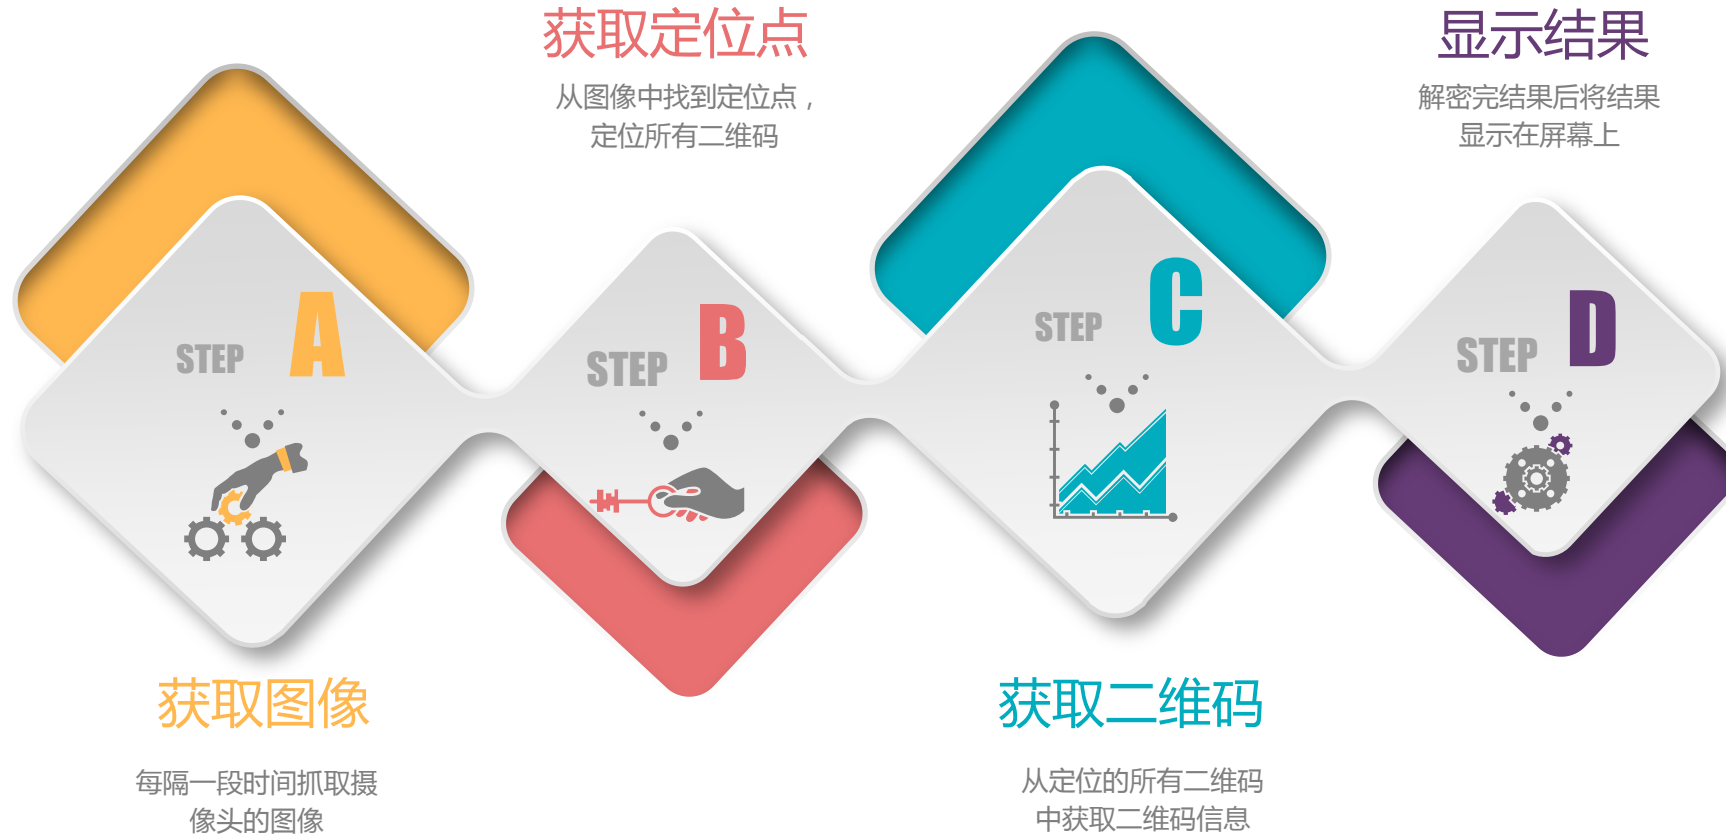 获取定位点
从图像中找到定位点，
定位所有二维码
显示结果
解密完结果后将结果
显示在屏幕上
STEP A
STEP B
STEP C
STEP D
获取图像
每隔一段时间抓取摄
像头的图像
获取二维码
从定位的所有二维码
中获取二维码信息